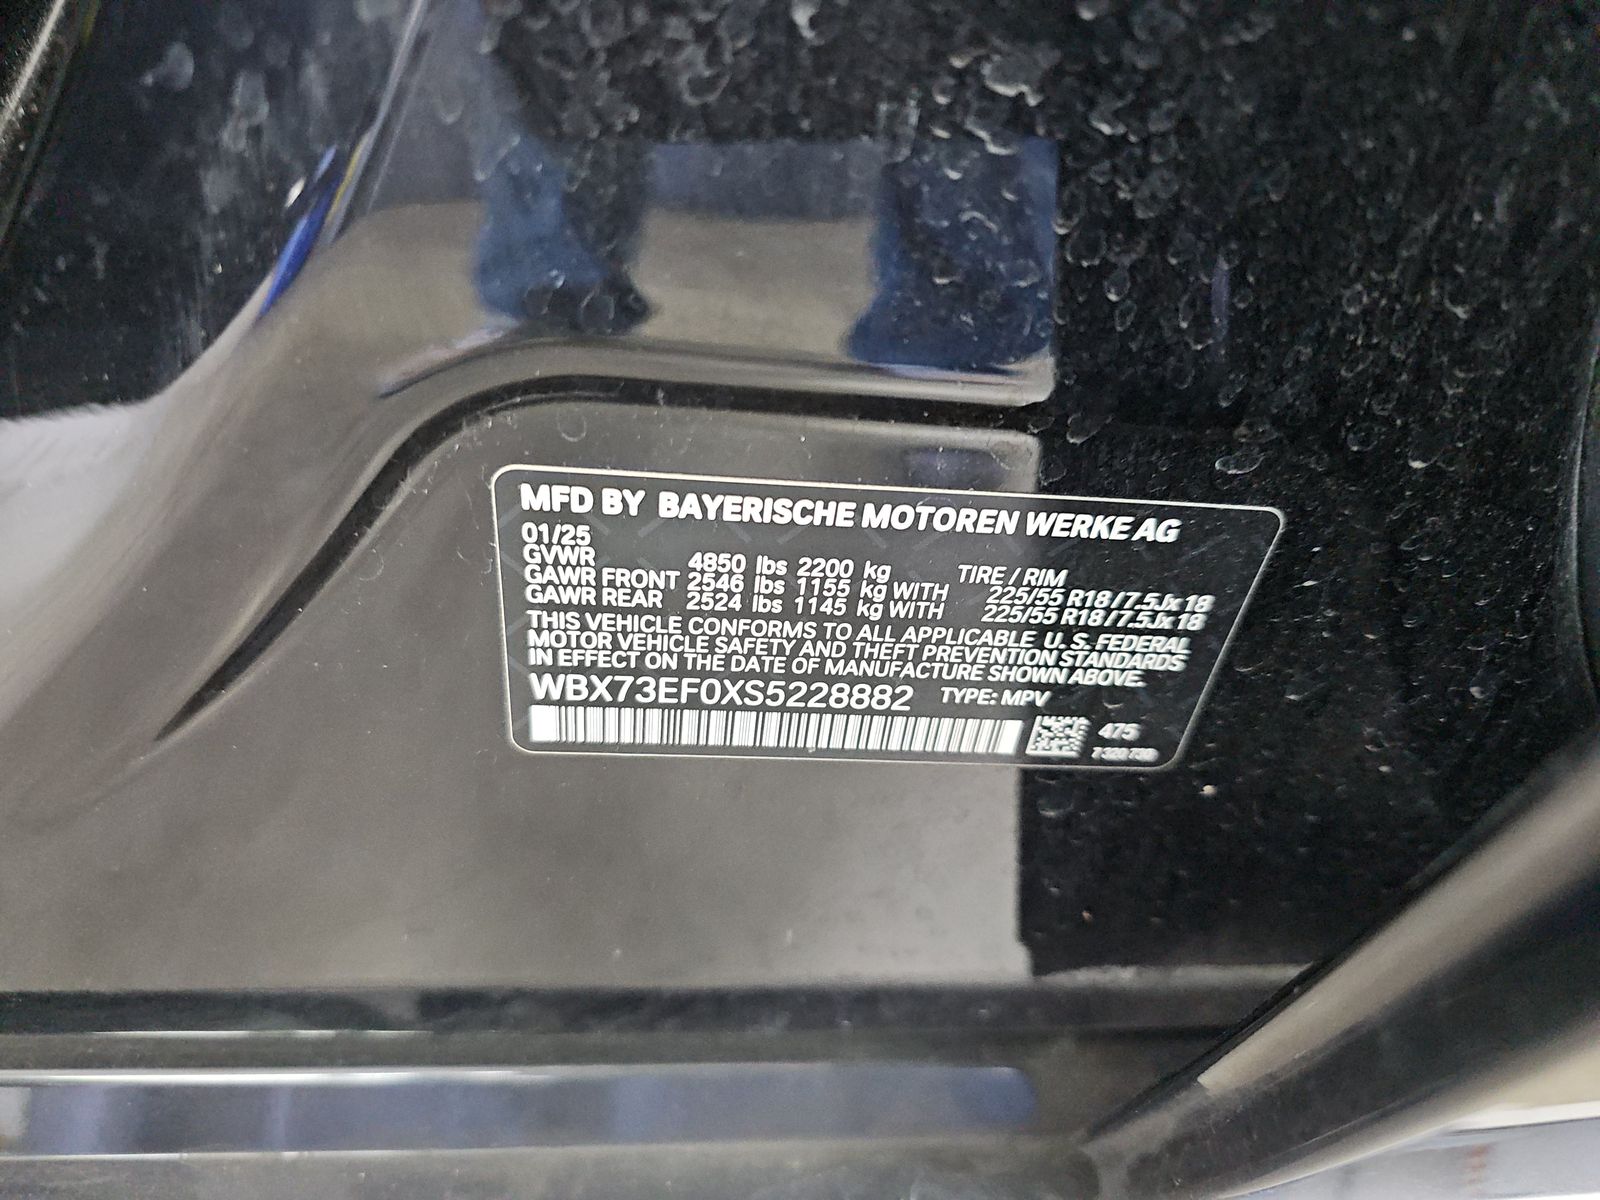 MFD BY BAYERISCHE MOTOREN WERKE AG
01/25
GVWR 4850 lbs 2200 kg TIRE / RIM
GAWR FRONT 2546 lbs 1155 kg WITH 225/55 R18 / 7.5Jx18
GAWR REAR 2524 lbs 1145 kg WITH 225/55 R18 / 7.5Jx18
THIS VEHICLE CONFORMS TO ALL APPLICABLE U. S. FEDERAL
MOTOR VEHICLE SAFETY AND THEFT PREVENTION STANDARDS
IN EFFECT ON THE DATE OF MANUFACTURE SHOWN ABOVE.
WBX73EF0XS5228882 TYPE: MPV
475